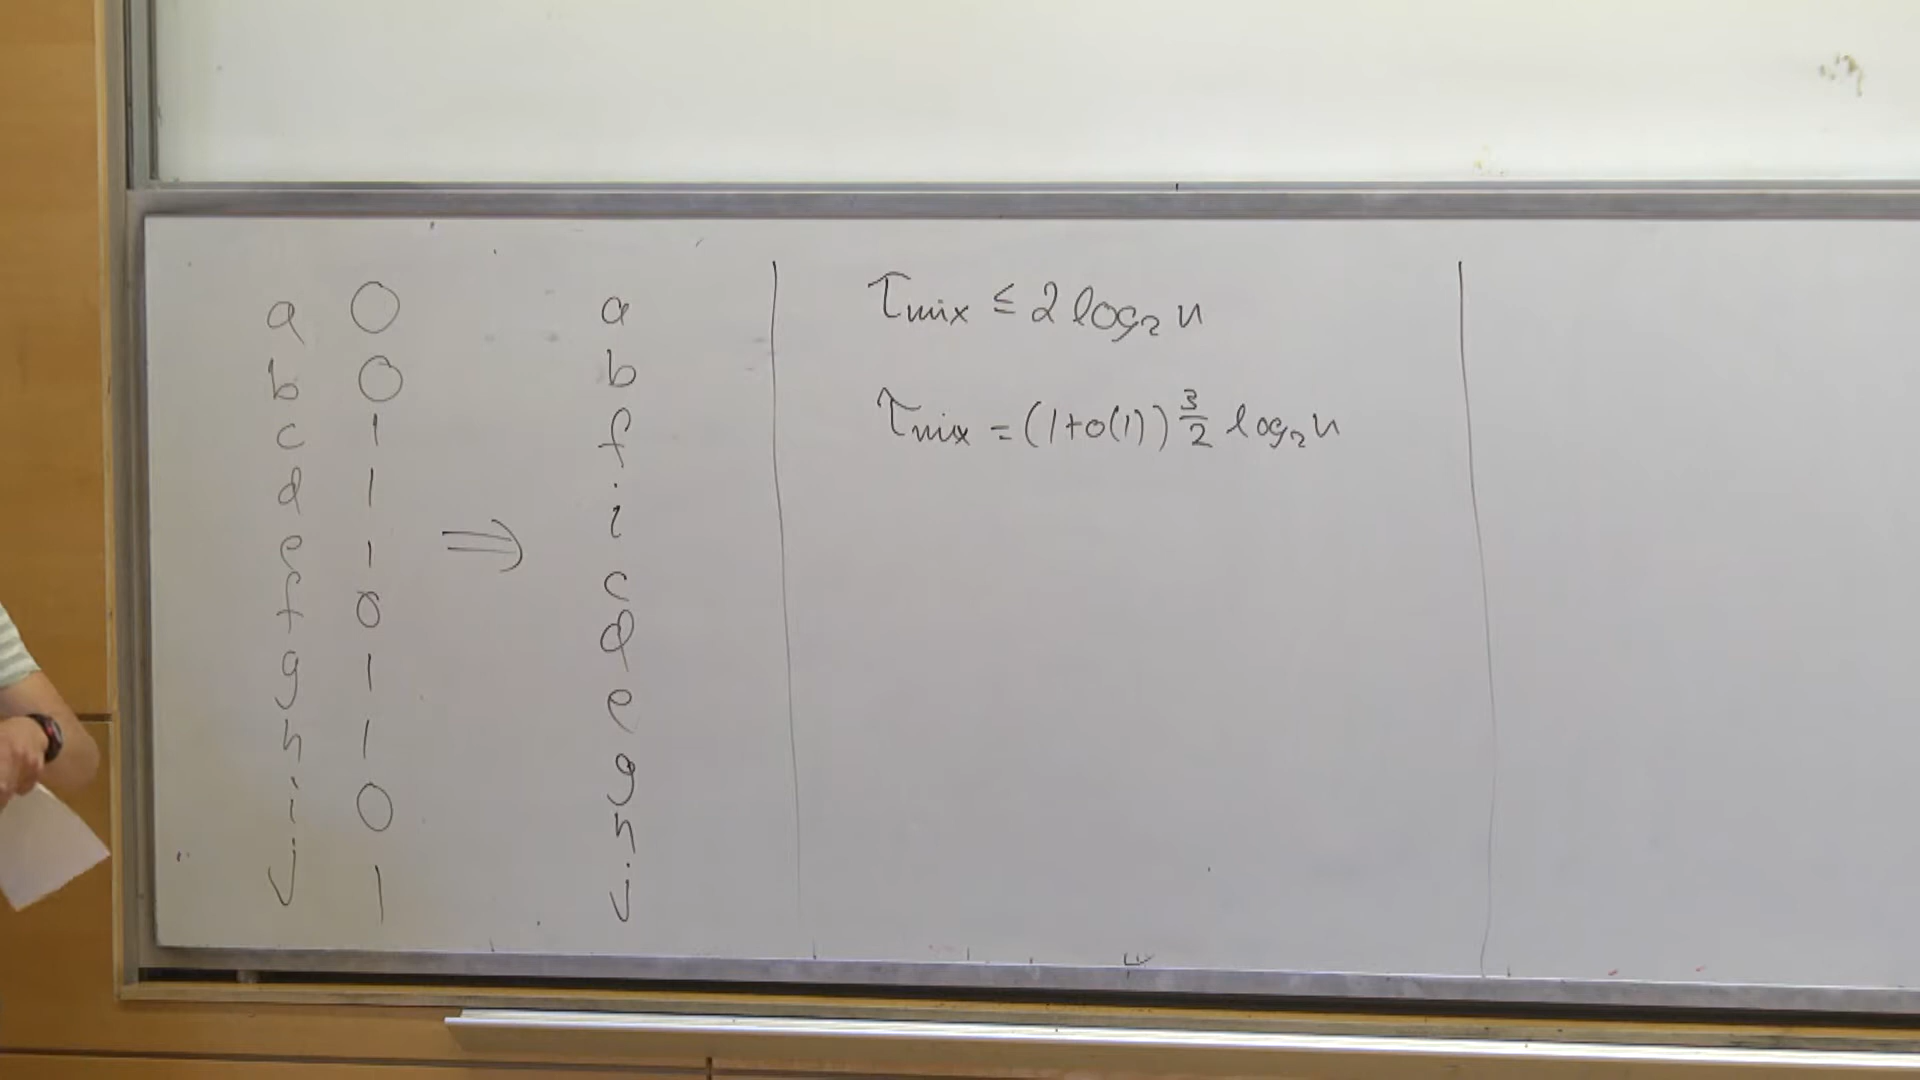 a 0
b 0
c 1
d 1
e 1
f 0
g 1
h 1
i 0
j 1
⇒
a
b
f
i
c
d
e
g
h
j
τmix ≤ 2 log₂ n
τmix = (1+o(1)) 3/2 log₂ n